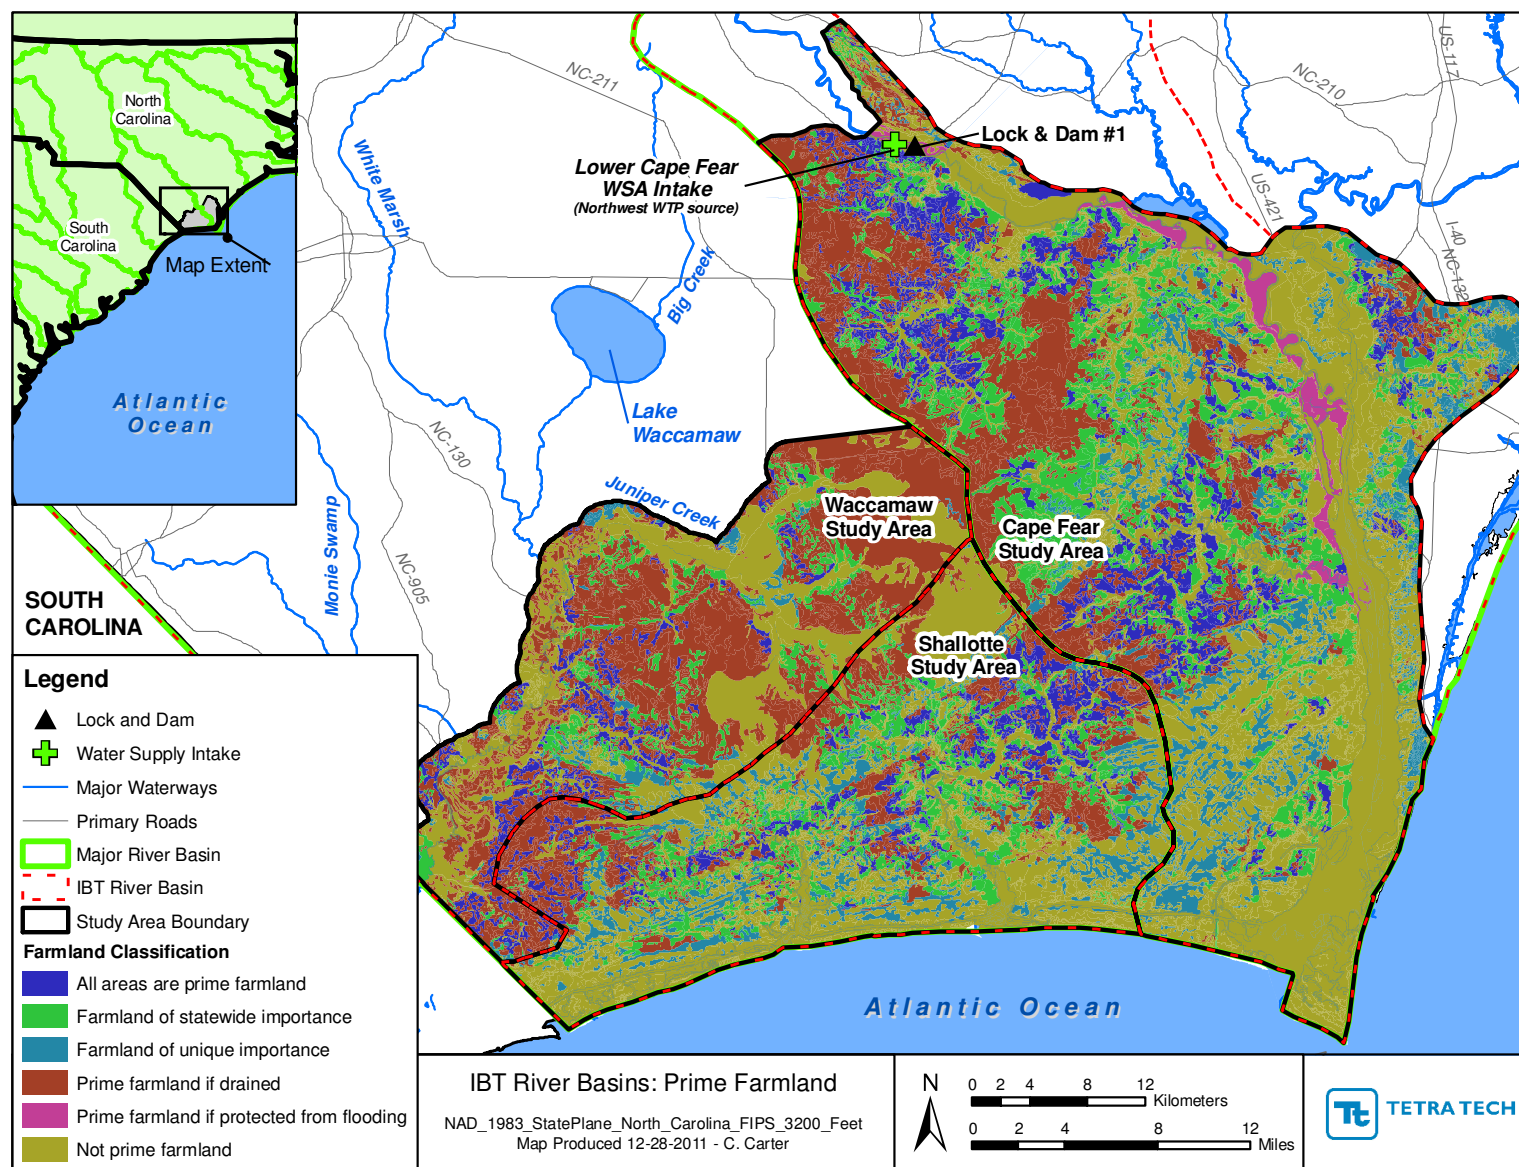 North
Carolina
South
Carolina
Map Extent
Atlantic
Ocean
NC-211
NC-210
US-117
White Marsh
Lower Cape Fear
WSA Intake
(Northwest WTP source)
Lock & Dam #1
US-421
I-40
NC-132
Big Creek
Lake
Waccamaw
NC-130
Juniper Creek
Monie Swamp
NC-905
Waccamaw
Study Area
Cape Fear
Study Area
Shallotte
Study Area
SOUTH
CAROLINA
Atlantic Ocean
Legend
Lock and Dam
Water Supply Intake
Major Waterways
Primary Roads
Major River Basin
IBT River Basin
Study Area Boundary
Farmland Classification
All areas are prime farmland
Farmland of statewide importance
Farmland of unique importance
Prime farmland if drained
Prime farmland if protected from flooding
Not prime farmland
IBT River Basins: Prime Farmland
NAD_1983_StatePlane_North_Carolina_FIPS_3200_Feet
Map Produced 12-28-2011 - C. Carter
N
0 2 4 8 12
Kilometers
0 2 4 8 12
Miles
Tt
TETRA TECH